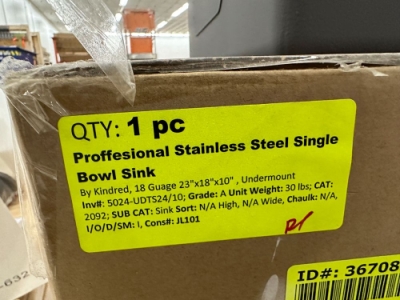 QTY: 1 pc
Proffesional Stainless Steel Single
Bowl Sink
By Kindred, 18 Guage 23"x18"x10" , Undermount
Inv#: 5024-UDTS24/10; Grade: A Unit Weight: 30 lbs; CAT:
2092; SUB CAT: Sink Sort: N/A High, N/A Wide, Chaulk: N/A,
I/O/D/SM: I, Cons#: JL101
ID#: 36708
-632